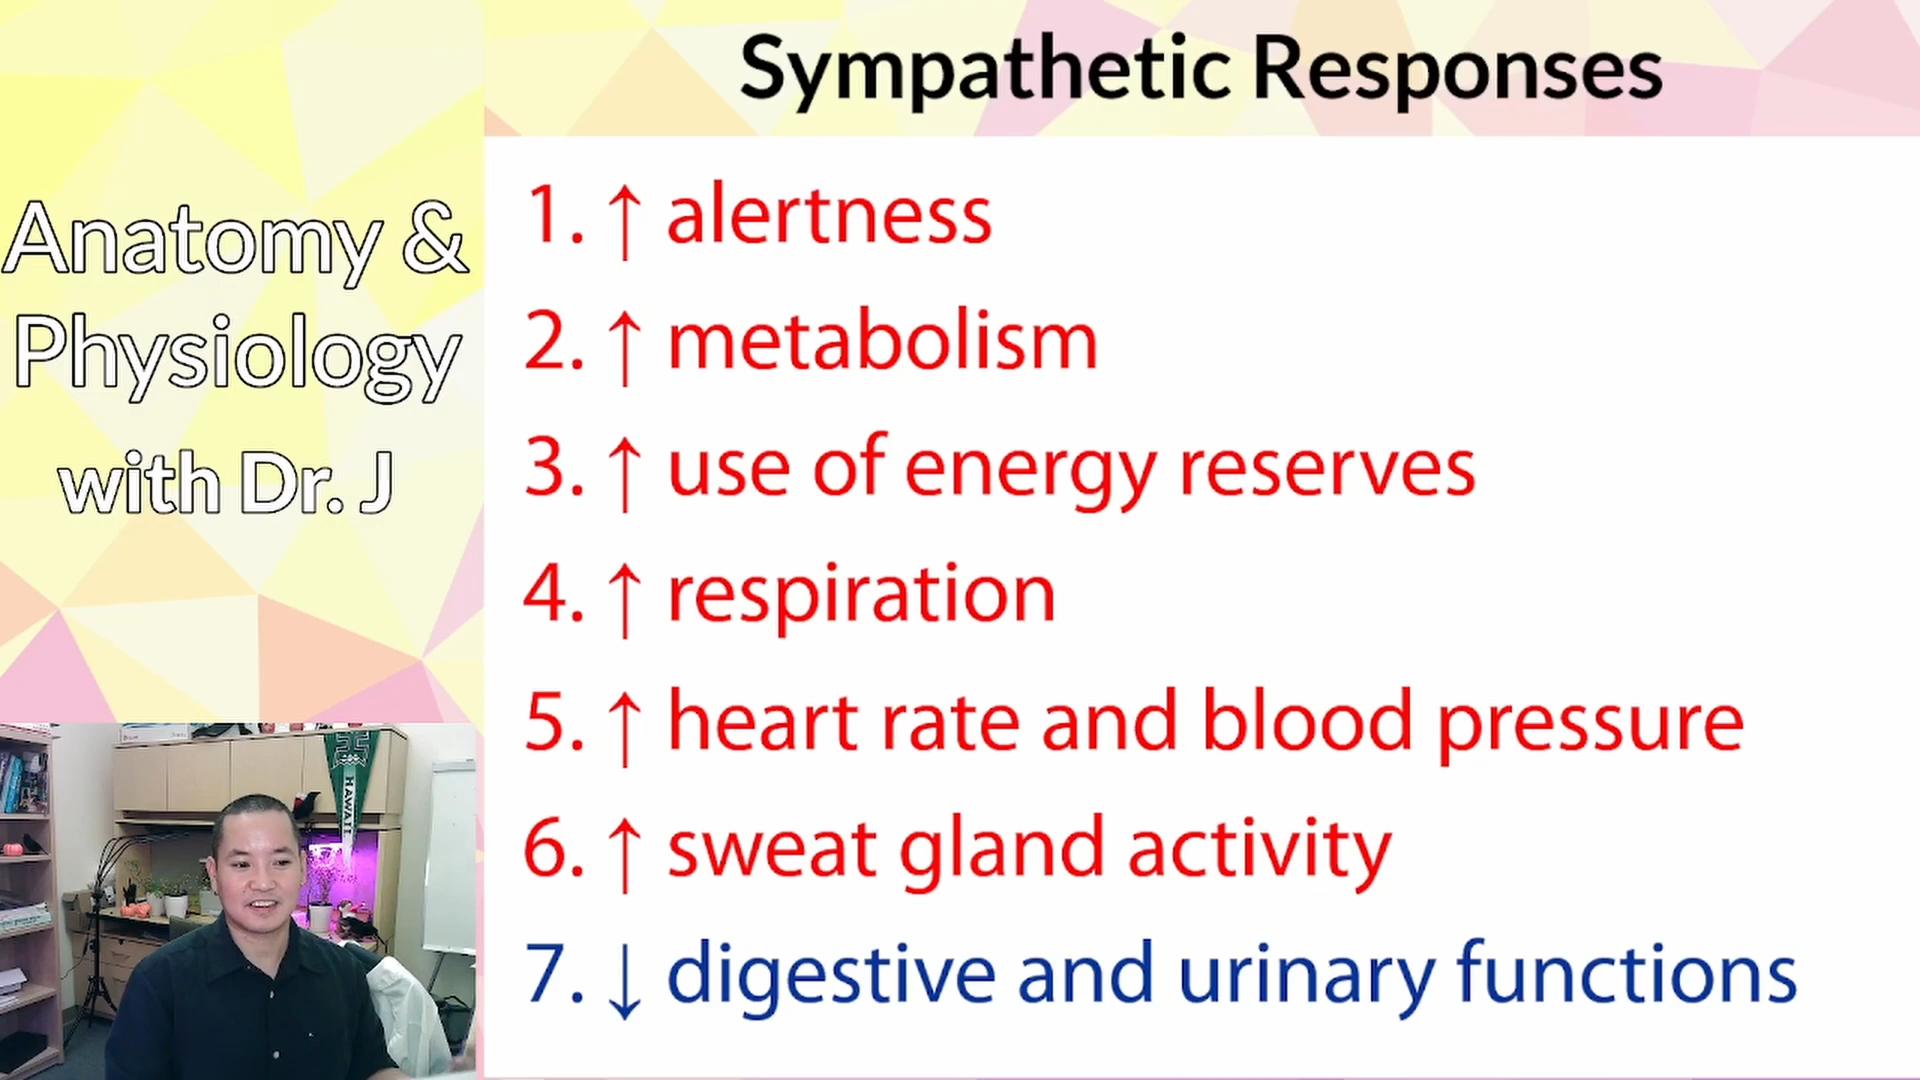 Sympathetic Responses
Anatomy &
Physiology
with Dr. J
1. ↑ alertness
2. ↑ metabolism
3. ↑ use of energy reserves
4. ↑ respiration
5. ↑ heart rate and blood pressure
6. ↑ sweat gland activity
7. ↓ digestive and urinary functions
H
HAWAII